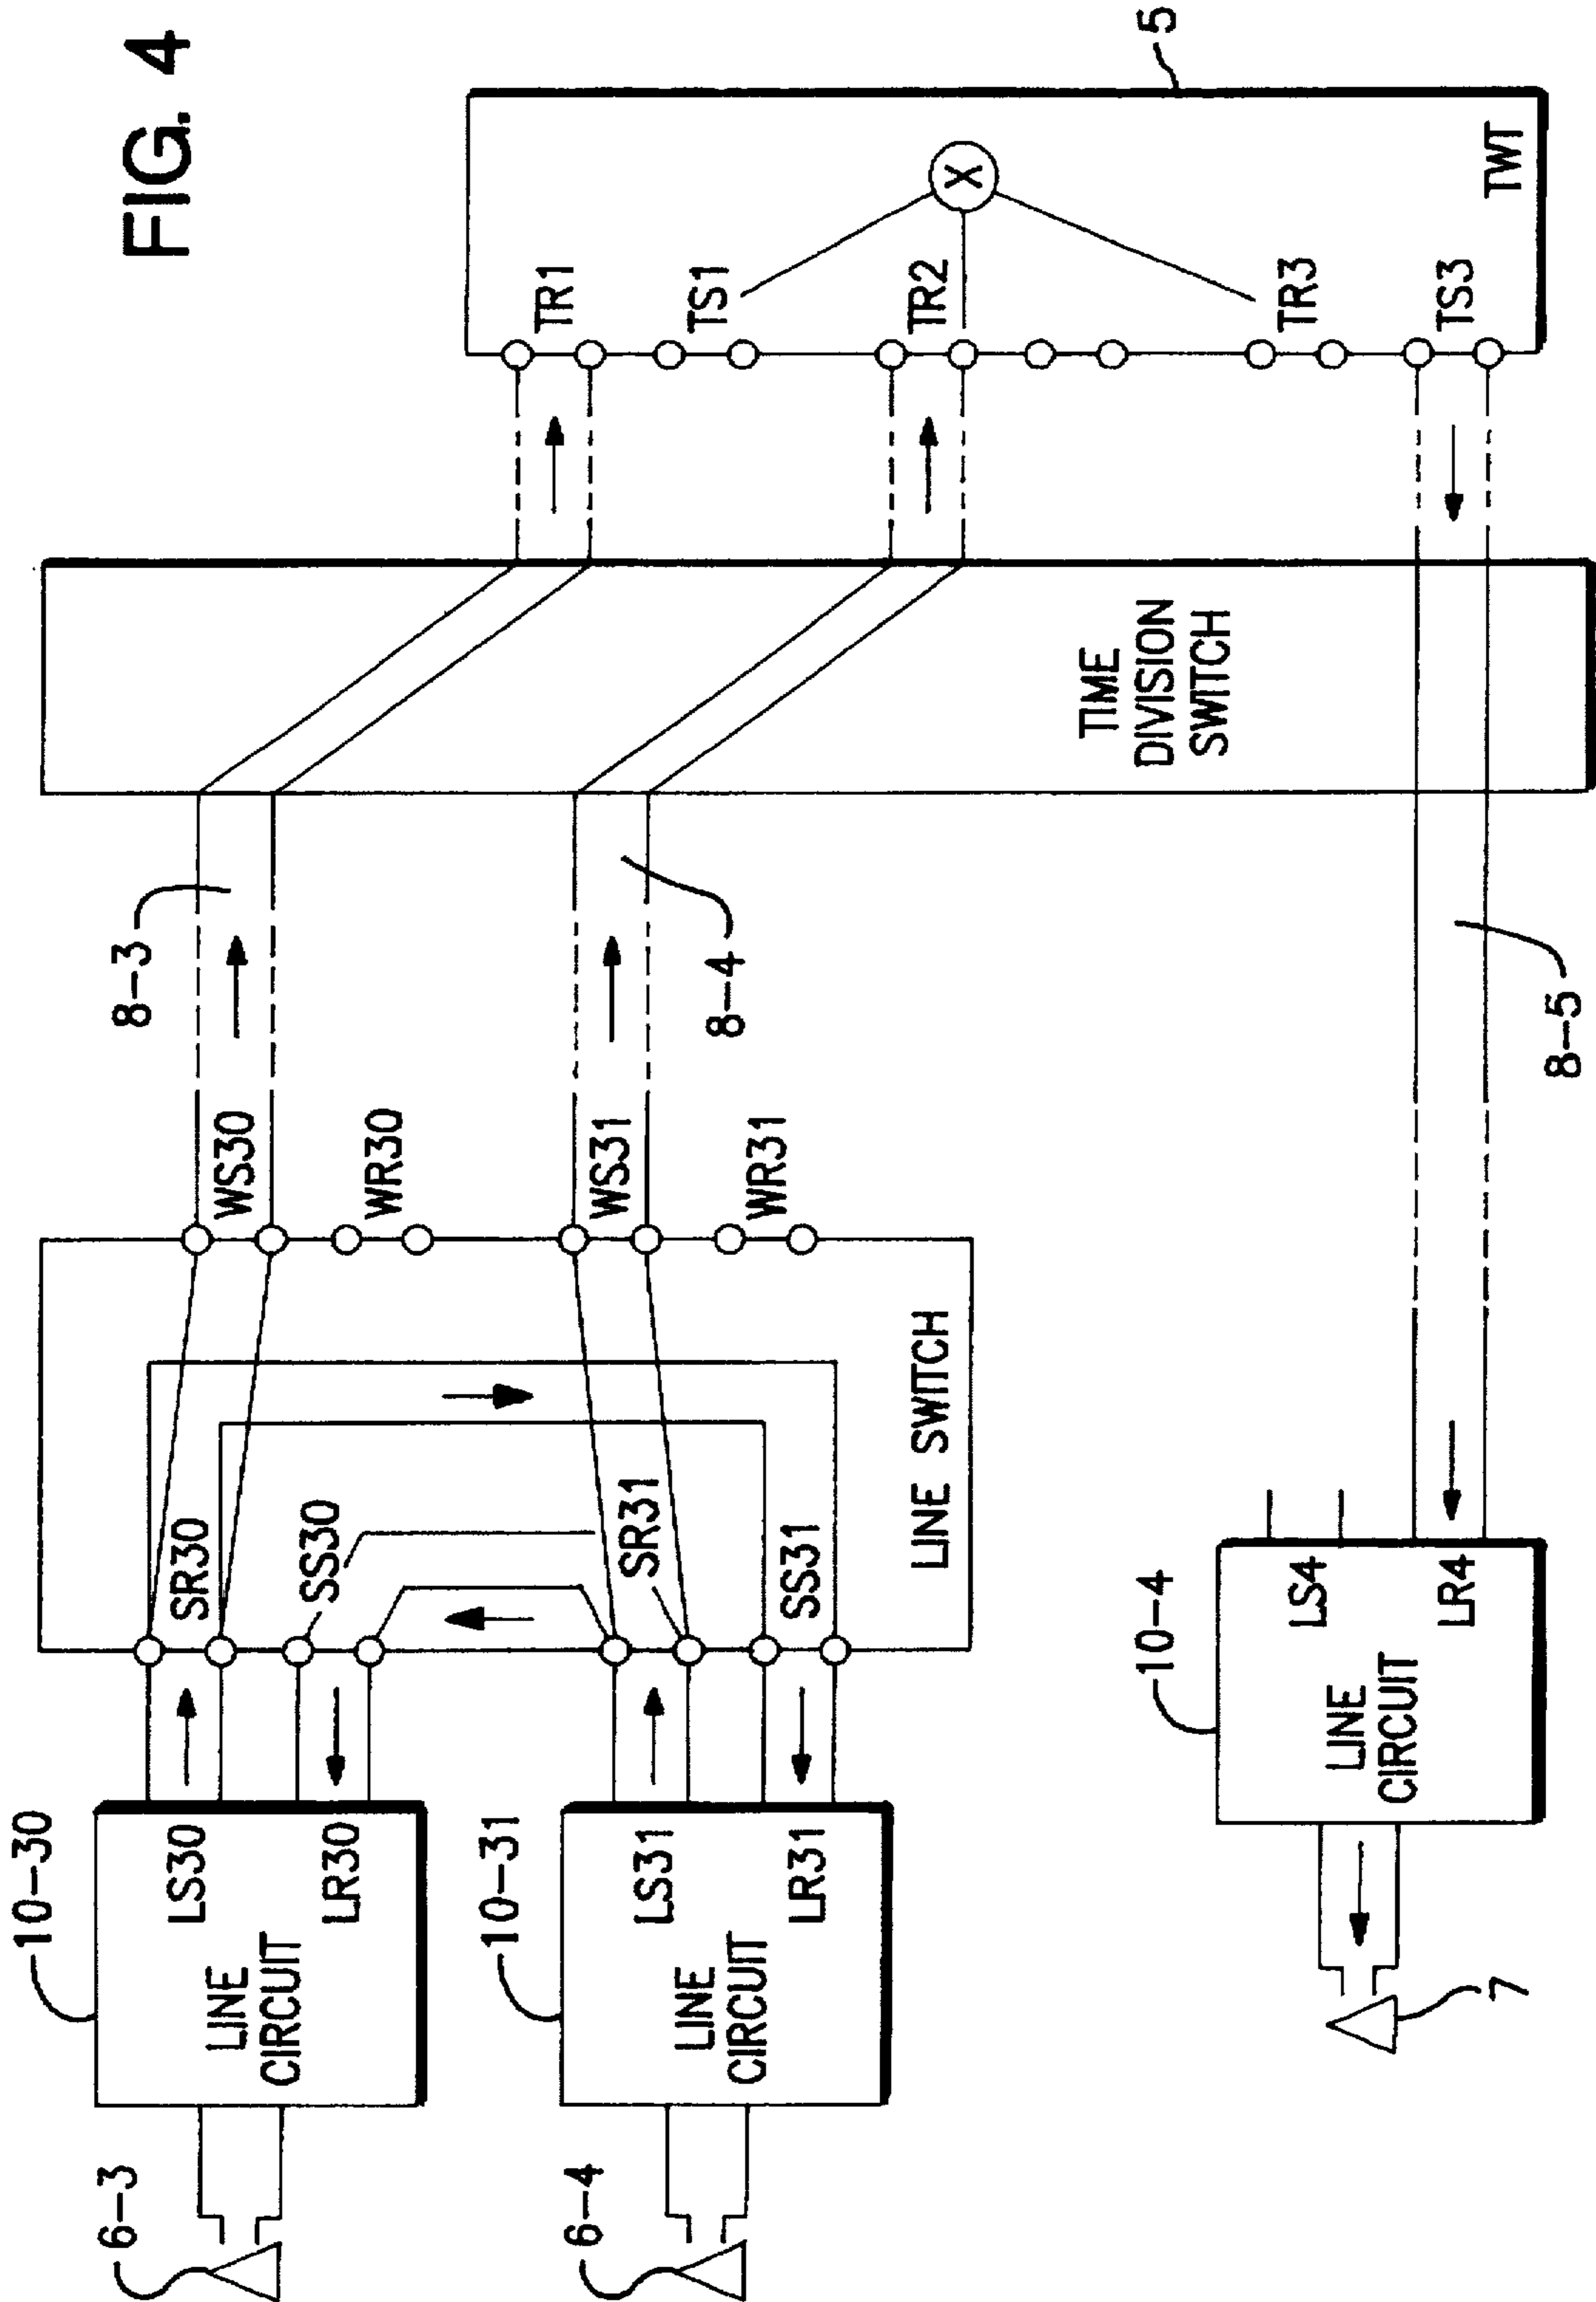 FIG. 4
6-3
10-30
LINE
CIRCUIT
LS30
LR30
6-4
10-31
LINE
CIRCUIT
LS31
LR31
SR30
SS30
SR31
SS31
LINE SWITCH
WS30
WR30
WS31
WR31
8-3
8-4
TIME
DIVISION
SWITCH
TR1
TS1
TR2
TR3
TS3
X
TWT
5
7
10-4
LINE
CIRCUIT
LS4
LR4
8-5